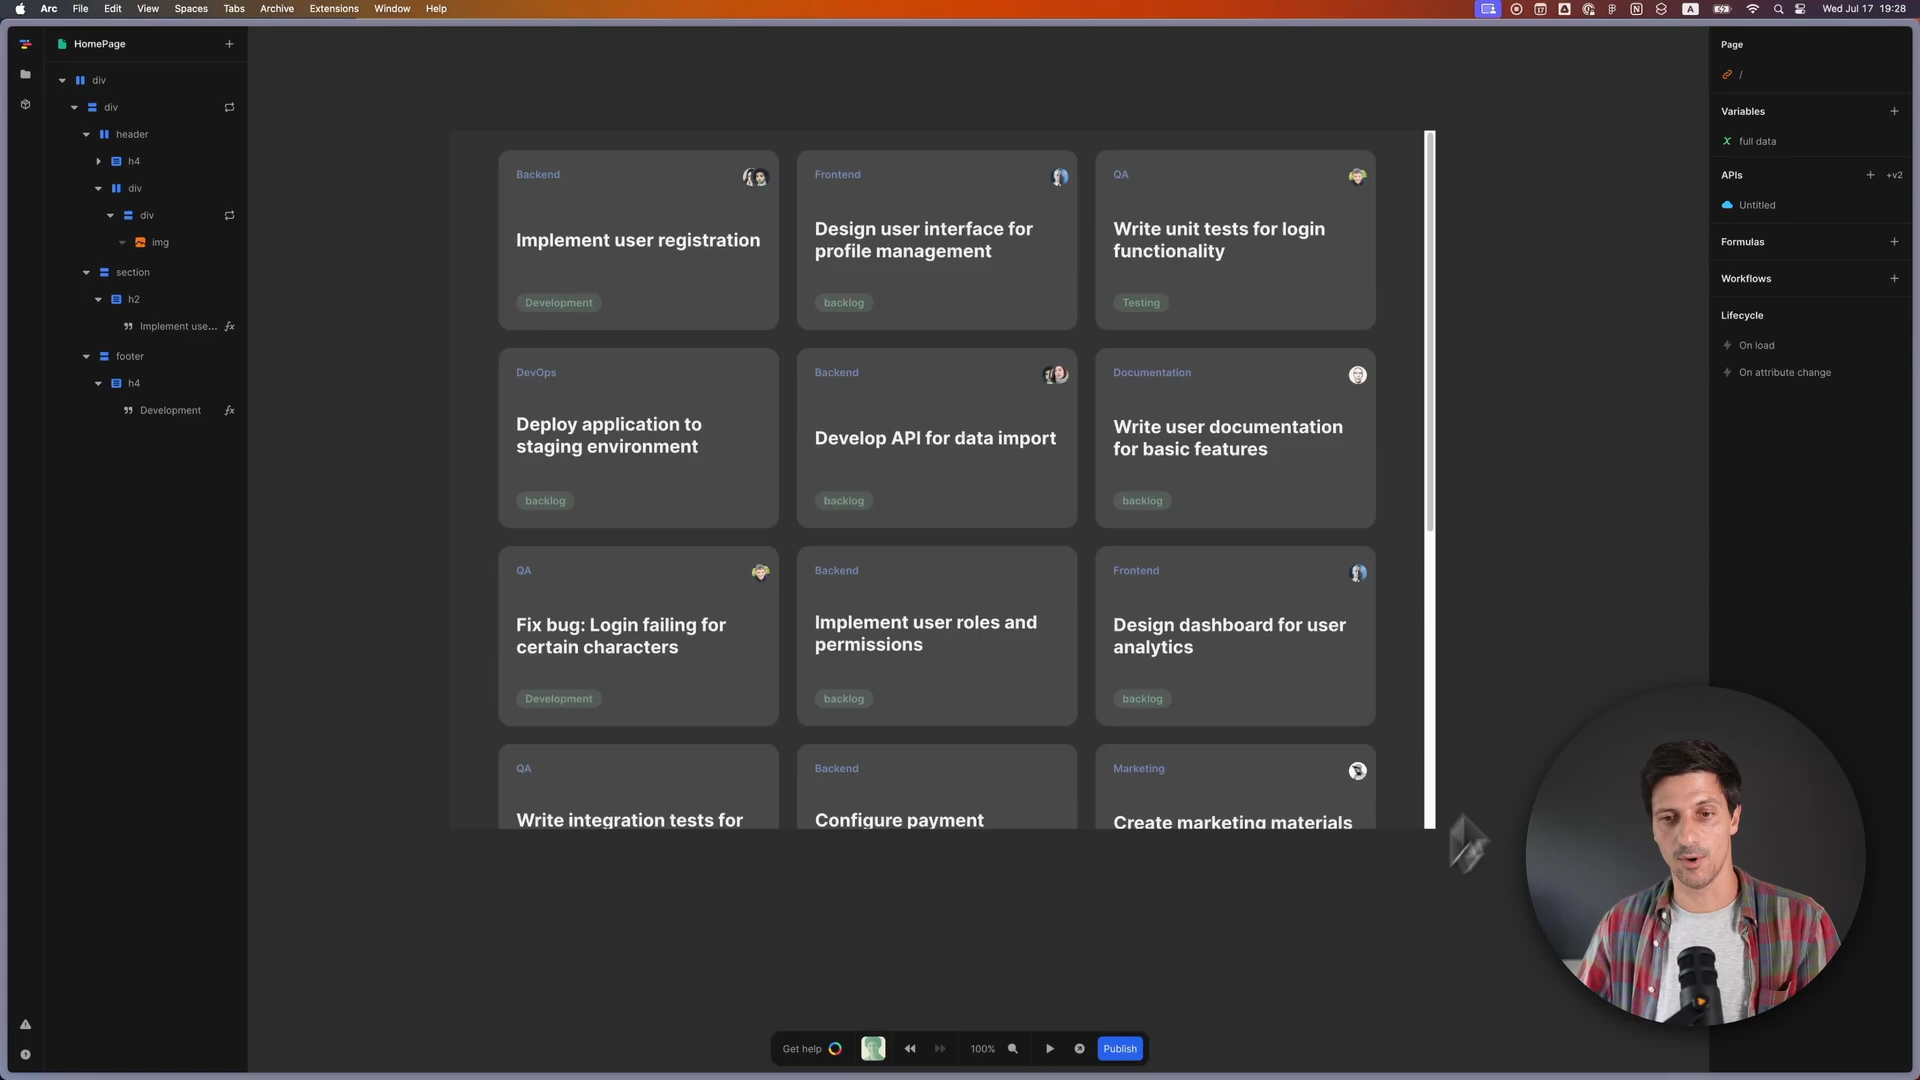 Arc File Edit View Spaces Tabs Archive Extensions Window Help
A
Wed Jul 17 19:28
HomePage
div
div
header
h4
div
div
img
section
h2
Implement use... fx
footer
h4
Development fx
Backend
Implement user registration
Development
Frontend
Design user interface for
profile management
backlog
QA
Write unit tests for login
functionality
Testing
DevOps
Deploy application to
staging environment
backlog
Backend
Develop API for data import
backlog
Documentation
Write user documentation
for basic features
backlog
QA
Fix bug: Login failing for
certain characters
Development
Backend
Implement user roles and
permissions
backlog
Frontend
Design dashboard for user
analytics
backlog
QA
Write integration tests for
Backend
Configure payment
Marketing
Create marketing materials
Page
/
Variables
full data
APIs +v2
Untitled
Formulas
Workflows
Lifecycle
On load
On attribute change
Get help 100% Publish